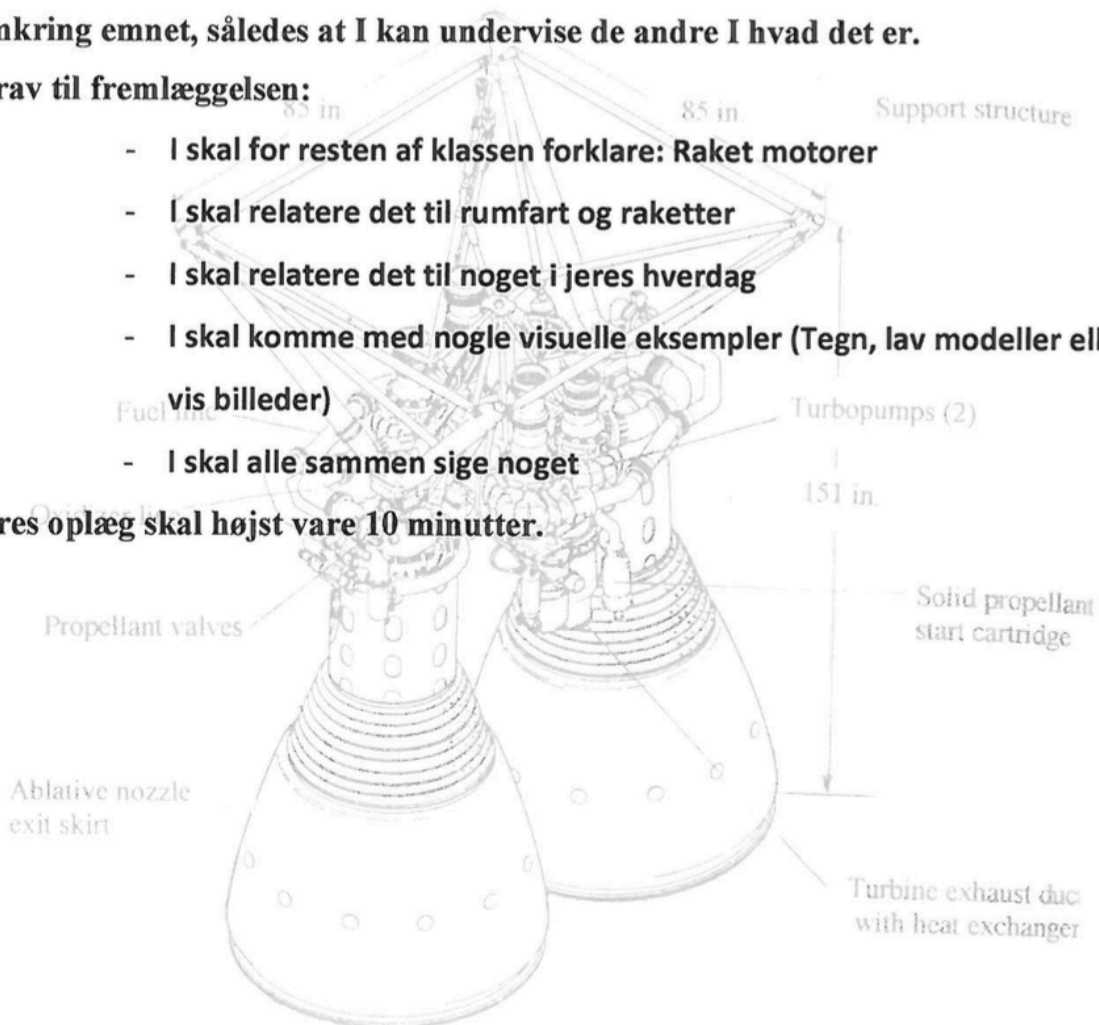 nkring emnet, således at I kan undervise de andre I hvad det er.
rav til fremlæggelsen:
85 in
85 in.
Support structure
- I skal for resten af klassen forklare: Raket motorer
- I skal relatere det til rumfart og raketter
- I skal relatere det til noget i jeres hverdag
- I skal komme med nogle visuelle eksempler (Tegn, lav modeller ell
vis billeder)
Fuel line
Turbopumps (2)
- I skal alle sammen sige noget
151 in.
res oplæg skal højst vare 10 minutter.
Propellant valves
Solid propellant
start cartridge
Ablative nozzle
exit skirt
Turbine exhaust duc
with heat exchanger